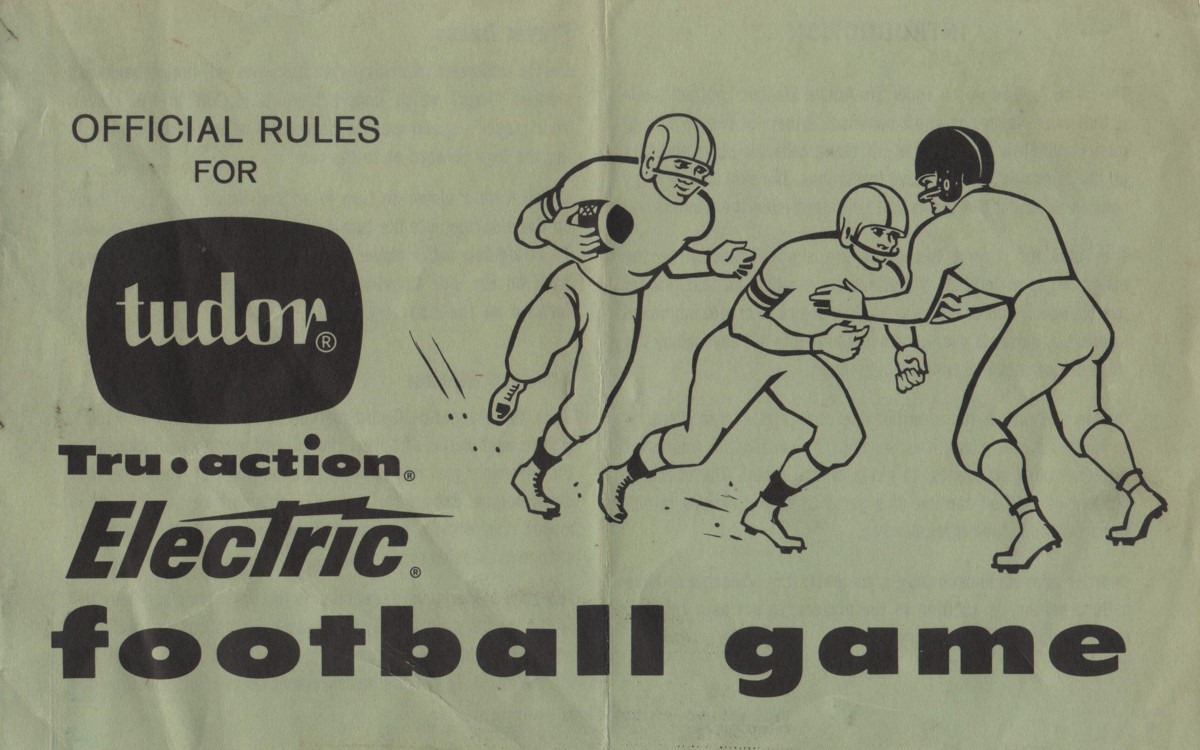 OFFICIAL RULES
FOR
tudor®
Tru•action®
Electric®
football game